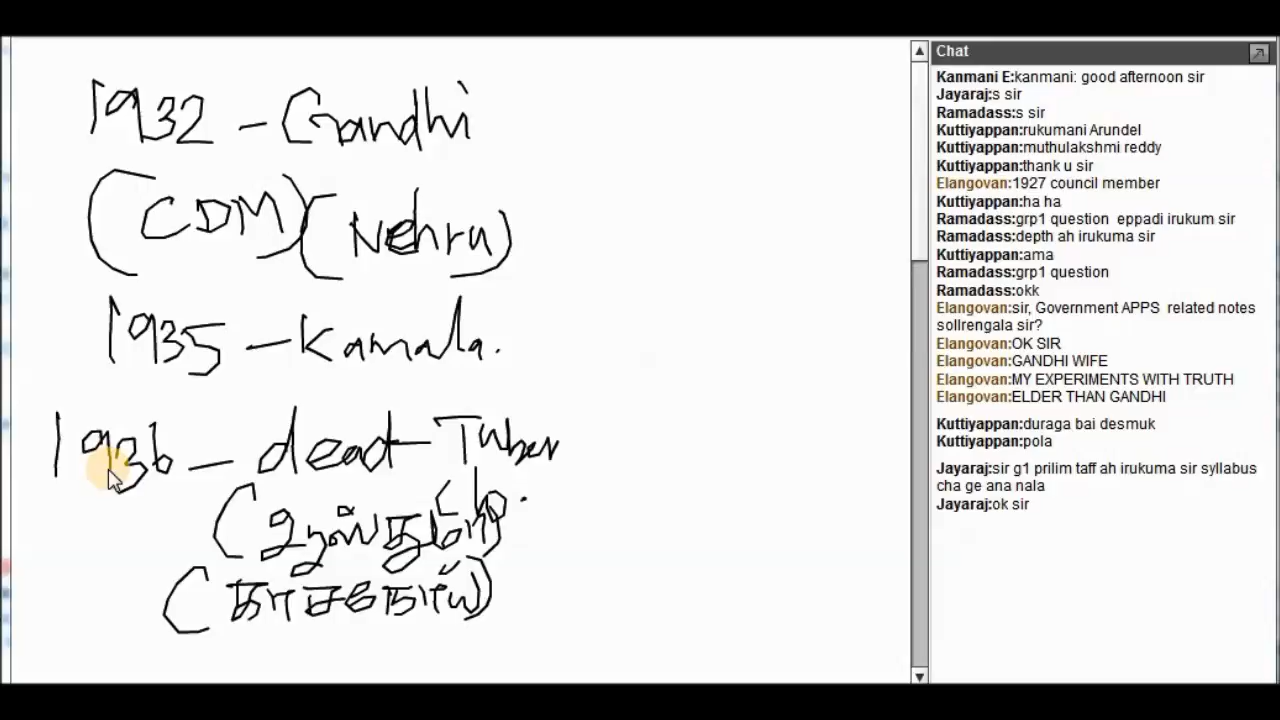 1932 - Gandhi
(CDM) (Nehru)
1935 - Kamala.
1936 - dead - Tuber
(
(காசநோய்)
Chat
Kanmani E:kanmani: good afternoon sir
Jayaraj:s sir
Ramadass:s sir
Kuttiyappan:rukumani Arundel
Kuttiyappan:muthulakshmi reddy
Kuttiyappan:thank u sir
Elangovan:1927 council member
Kuttiyappan:ha ha
Ramadass:grp1 question eppadi irukum sir
Ramadass:depth ah irukuma sir
Kuttiyappan:ama
Ramadass:grp1 question
Ramadass:okk
Elangovan:sir, Government APPS related notes
sollrengala sir?
Elangovan:OK SIR
Elangovan:GANDHI WIFE
Elangovan:MY EXPERIMENTS WITH TRUTH
Elangovan:ELDER THAN GANDHI
Kuttiyappan:duraga bai desmuk
Kuttiyappan:pola
Jayaraj:sir g1 prilim taff ah irukuma sir syllabus
cha ge ana nala
Jayaraj:ok sir